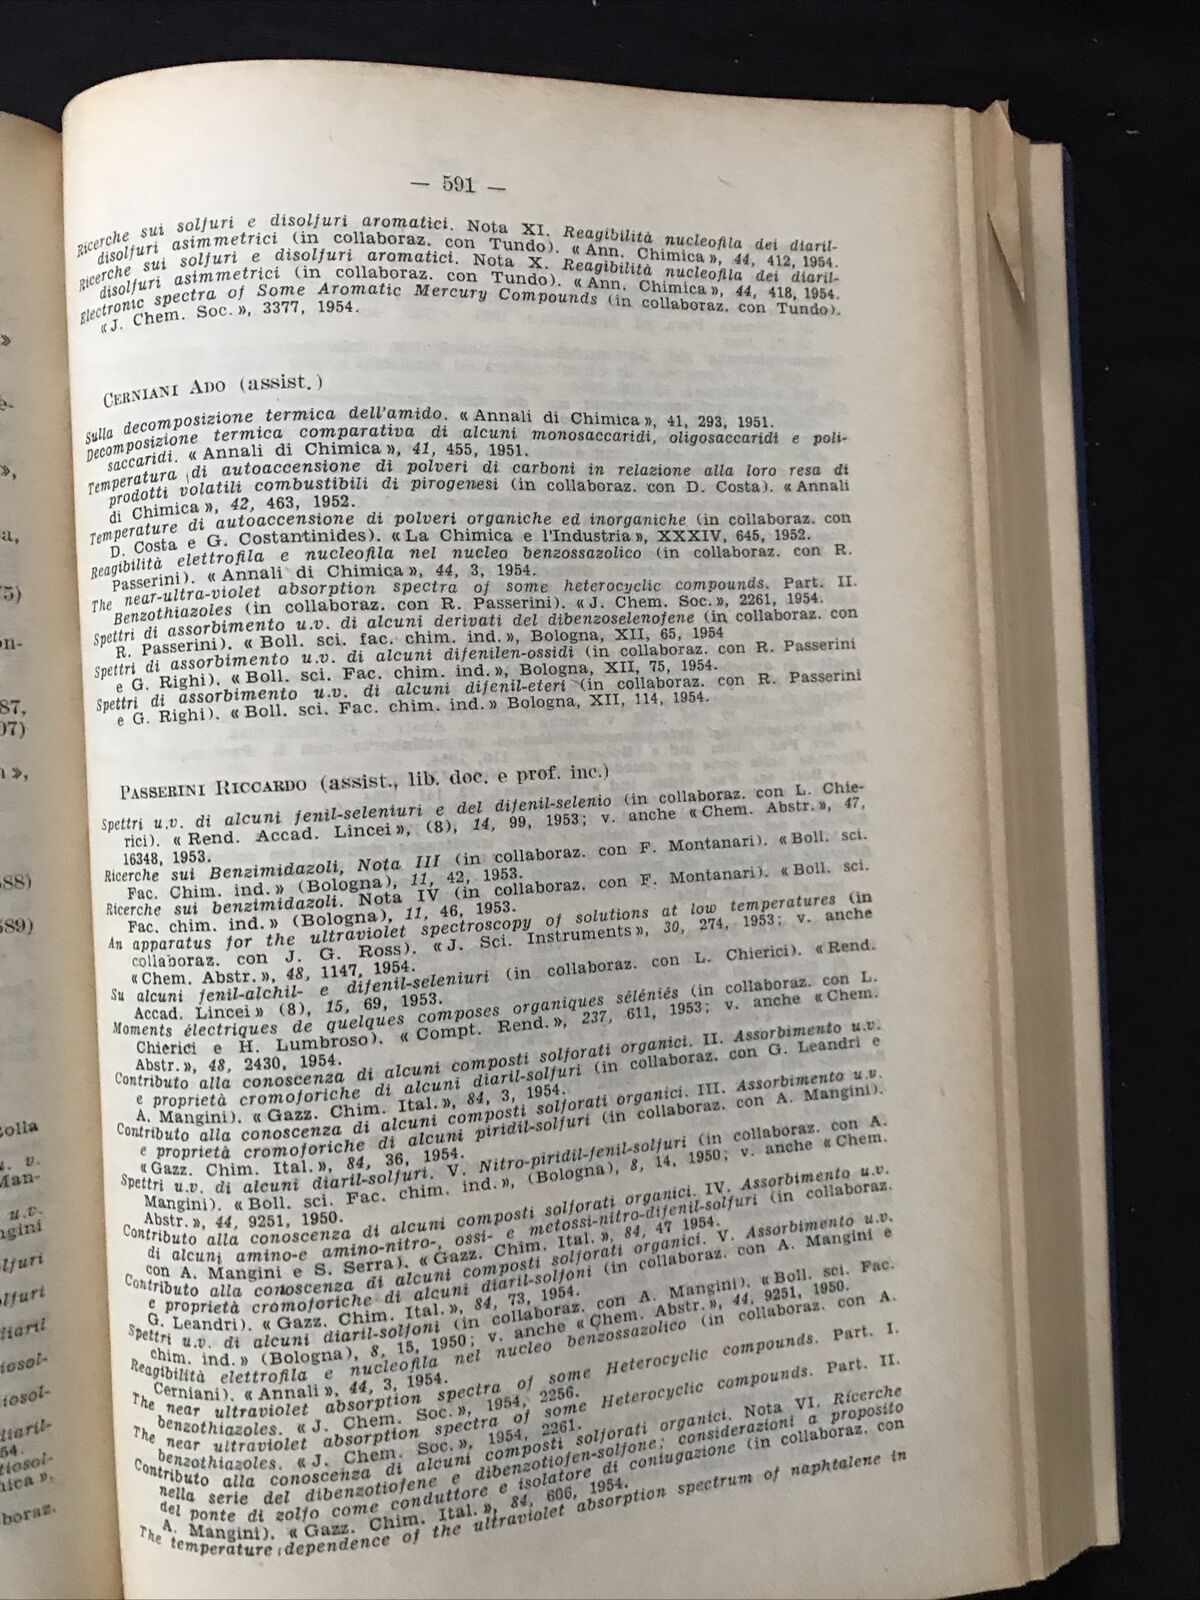 — 591 —
Ricerche sui solfuri e disolfuri aromatici. Nota XI. Reagibilità nucleofila dei diaril-
disolfuri asimmetrici (in collaboraz. con Tundo). « Ann. Chimica », 44, 412, 1954.
Ricerche sui solfuri e disolfuri aromatici. Nota X. Reagibilità nucleofila dei diaril-
disolfuri asimmetrici (in collaboraz. con Tundo). « Ann. Chimica », 44, 418, 1954.
Electronic spectra of Some Aromatic Mercury Compounds (in collaboraz. con Tundo).
« J. Chem. Soc. », 3377, 1954.
CERNIANI ADO (assist.)
Sulla decomposizione termica dell'amido. « Annali di Chimica », 41, 293, 1951.
Decomposizione termica comparativa di alcuni monosaccaridi, oligosaccaridi e poli-
saccaridi. « Annali di Chimica », 41, 455, 1951.
Temperatura di autoaccensione di polveri di carboni in relazione alla loro resa di
prodotti volatili combustibili di pirogenesi (in collaboraz. con D. Costa). « Annali
di Chimica », 42, 463, 1952.
Temperature di autoaccensione di polveri organiche ed inorganiche (in collaboraz. con
D. Costa e G. Costantinides). « La Chimica e l'Industria », XXXIV, 645, 1952.
Reagibilità elettrofila e nucleofila nel nucleo benzossazolico (in collaboraz. con R.
Passerini). « Annali di Chimica », 44, 3, 1954.
The near-ultra-violet absorption spectra of some heterocyclic compounds. Part. II.
Benzothiazoles (in collaboraz. con R. Passerini). « J. Chem. Soc. », 2261, 1954.
Spettri di assorbimento u.v. di alcuni derivati del dibenzoselenofene (in collaboraz. con
R. Passerini). « Boll. sci. fac. chim. ind. », Bologna, XII, 65, 1954
Spettri di assorbimento u.v. di alcuni difenilen-ossidi (in collaboraz. con R. Passerini
e G. Righi). « Boll. sci. Fac. chim. ind. », Bologna, XII, 75, 1954.
Spettri di assorbimento u.v. di alcuni difenil-eteri (in collaboraz. con R. Passerini
e G. Righi). « Boll. sci. Fac. chim. ind. » Bologna, XII, 114, 1954.
PASSERINI RICCARDO (assist., lib. doc. e prof. inc.)
Spettri u.v. di alcuni fenil-seleniuri e del difenil-selenio (in collaboraz. con L. Chie-
rici). « Rend. Accad. Lincei », (8), 14, 99, 1953; v. anche « Chem. Abstr. », 47,
16348, 1953.
Ricerche sui Benzimidazoli, Nota III (in collaboraz. con F. Montanari). « Boll. sci.
Fac. Chim. ind. » (Bologna), 11, 42, 1953.
Ricerche sui benzimidazoli. Nota IV (in collaboraz. con F. Montanari). « Boll. sci.
Fac. chim. ind. » (Bologna), 11, 46, 1953.
An apparatus for the ultraviolet spectroscopy of solutions at low temperatures (in
collaboraz. con J. G. Ross). « J. Sci. Instruments », 30, 274, 1953; v. anche
« Chem. Abstr. », 48, 1147, 1954.
Su alcuni fenil-alchil- e difenil-seleniuri (in collaboraz. con L. Chierici). « Rend.
Accad. Lincei » (8), 15, 69, 1953.
Moments électriques de quelques composes organiques séléniés (in collaboraz. con L.
Chierici e H. Lumbroso). « Compt. Rend. », 237, 611, 1953; v. anche « Chem.
Abstr. », 48, 2430, 1954.
Contributo alla conoscenza di alcuni composti solforati organici. II. Assorbimento u.v.
e proprietà cromoforiche di alcuni diaril-solfuri (in collaboraz. con G. Leandri e
A. Mangini). « Gazz. Chim. Ital. », 84, 3, 1954.
Contributo alla conoscenza di alcuni composti solforati organici. III. Assorbimento u.v.
e proprietà cromoforiche di alcuni piridil-solfuri (in collaboraz. con A. Mangini).
« Gazz. Chim. Ital. », 84, 36, 1954.
Spettri u.v. di alcuni diaril-solfuri. V. Nitro-piridil-fenil-solfuri (in collaboraz. con A.
Mangini). « Boll. sci. Fac. chim. ind. », (Bologna), 8, 14, 1950; v. anche « Chem.
Abstr. », 44, 9251, 1950.
Contributo alla conoscenza di alcuni composti solforati organici. IV. Assorbimento u.v.
di alcuni amino-e amino-nitro-, ossi- e metossi-nitro-difenil-solfuri (in collaboraz.
con A. Mangini e S. Serra). « Gazz. Chim. Ital. », 84, 47 1954.
Contributo alla conoscenza di alcuni composti solforati organici. V. Assorbimento u.v.
e proprietà cromoforiche di alcuni diaril-solfoni (in collaboraz. con A. Mangini e
G. Leandri). « Gazz. Chim. Ital. », 84, 73, 1954.
Spettri u.v. di alcuni diaril-solfoni (in collaboraz. con A. Mangini). « Boll. sci. Fac.
chim. ind. » (Bologna), 8, 15, 1950; v. anche « Chem. Abstr. », 44, 9251, 1950.
Reagibilità elettrofila e nucleofila nel nucleo benzossazolico (in collaboraz. con A.
Cerniani). « Annali », 44, 3, 1954.
The near ultraviolet absorption spectra of some Heterocyclic compounds. Part. I.
benzothiazoles. « J. Chem. Soc. », 1954, 2256.
The near ultraviolet absorption spectra of some Heterocyclic compounds. Part. II.
benzothiazoles. « J. Chem. Soc. », 1954, 2261.
Contributo alla conoscenza di alcuni composti solforati organici. Nota VI. Ricerche
nella serie del dibenzotiofene e dibenzotiofen-solfone; considerazioni a proposito
del ponte di zolfo come conduttore e isolatore di coniugazione (in collaboraz. con
A. Mangini). « Gazz. Chim. Ital. », 84, 606, 1954.
The temperature dependence of the ultraviolet absorption spectrum of naphtalene in